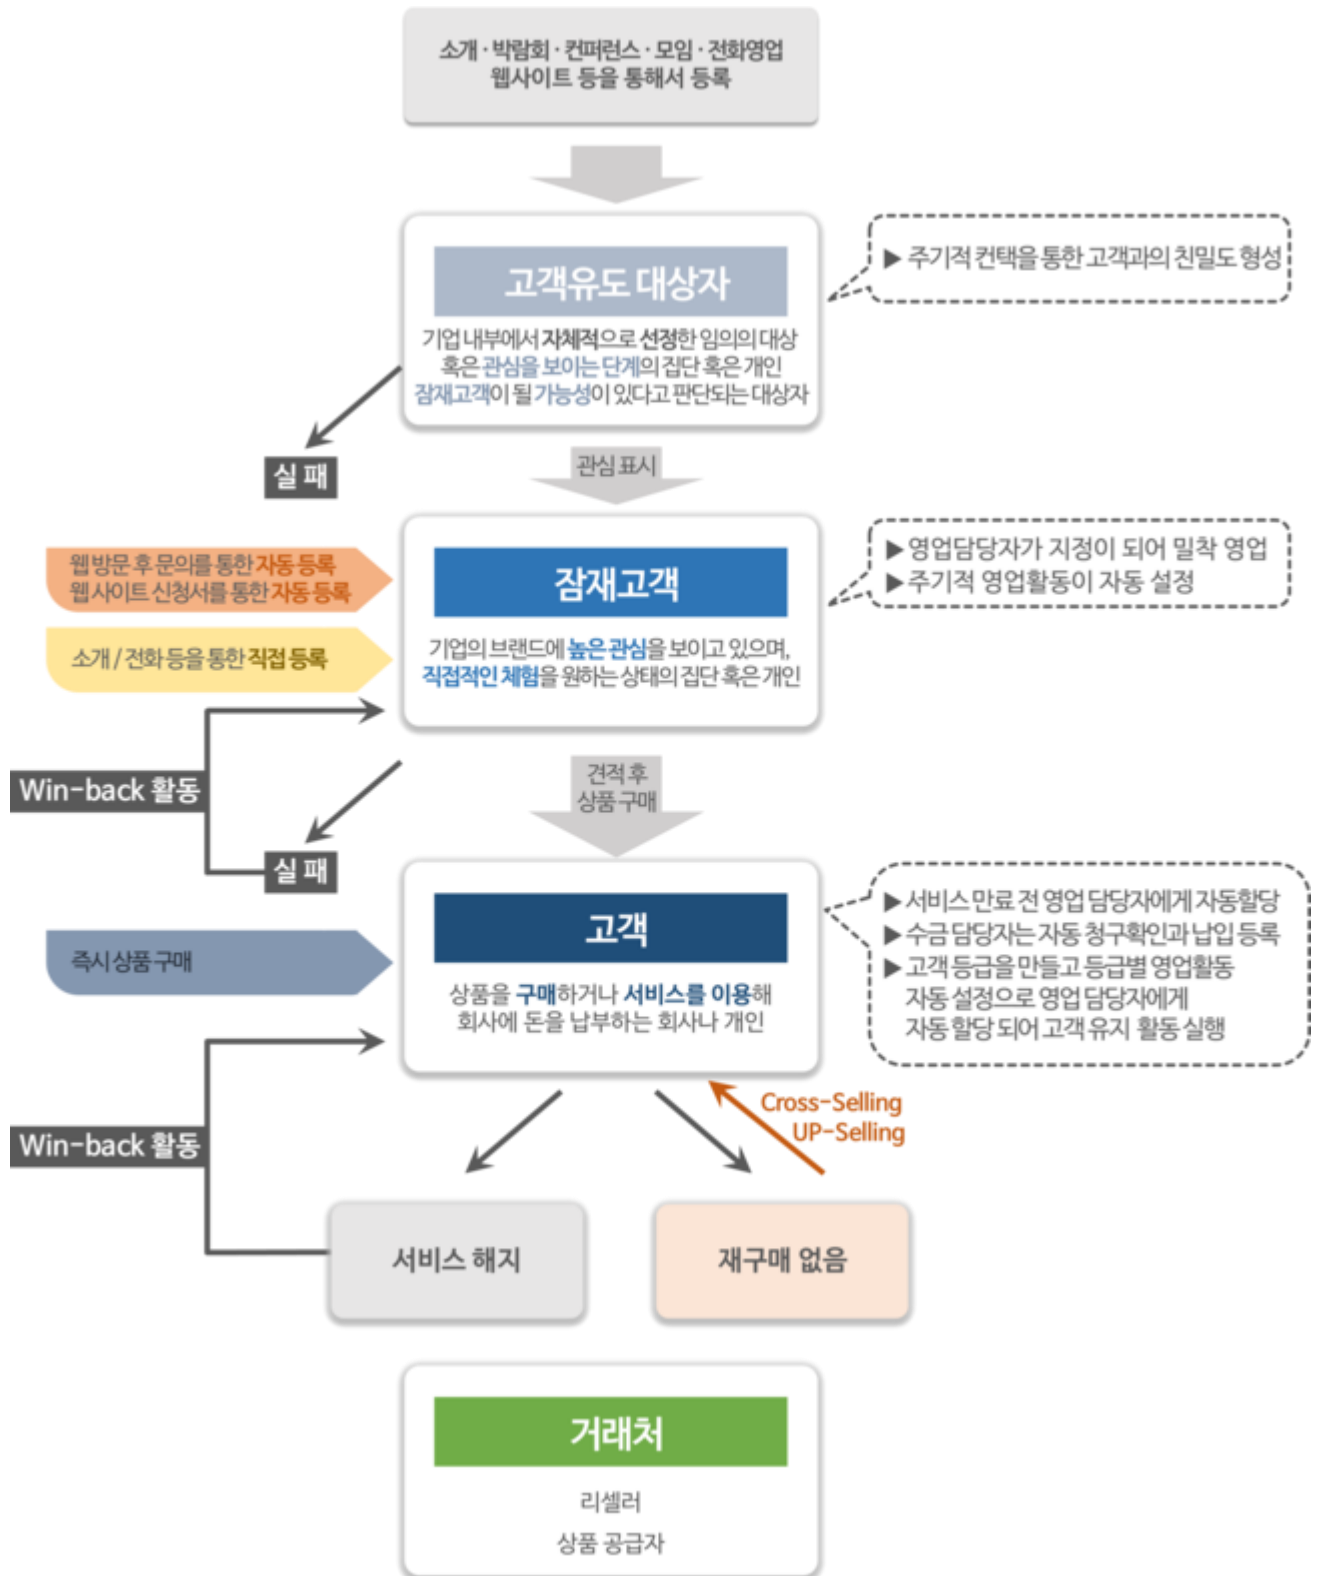 소개 · 박람회 · 컨퍼런스 · 모임 · 전화영업
웹사이트 등을 통해서 등록
고객유도 대상자
기업 내부에서 자체적으로 선정한 임의의 대상
혹은 관심을 보이는 단계의 집단 혹은 개인
잠재고객이 될 가능성이 있다고 판단되는 대상자
▶ 주기적 컨택을 통한 고객과의 친밀도 형성
실 패
관심 표시
웹 방문 후 문의를 통한 자동 등록
웹 사이트 신청서를 통한 자동 등록
소개 / 전화 등을 통한 직접 등록
잠재고객
기업의 브랜드에 높은 관심을 보이고 있으며,
직접적인 체험을 원하는 상태의 집단 혹은 개인
▶ 영업담당자가 지정이 되어 밀착 영업
▶ 주기적 영업활동이 자동 설정
Win-back 활동
실 패
견적 후
상품 구매
즉시 상품 구매
고객
상품을 구매하거나 서비스를 이용해
회사에 돈을 납부하는 회사나 개인
▶ 서비스 만료 전 영업 담당자에게 자동할당
▶ 수금 담당자는 자동 청구확인과 납입 등록
▶ 고객 등급을 만들고 등급별 영업활동
자동 설정으로 영업 담당자에게
자동 할당 되어 고객 유지 활동 실행
Win-back 활동
Cross-Selling
UP-Selling
서비스 해지
재구매 없음
거래처
리셀러
상품 공급자